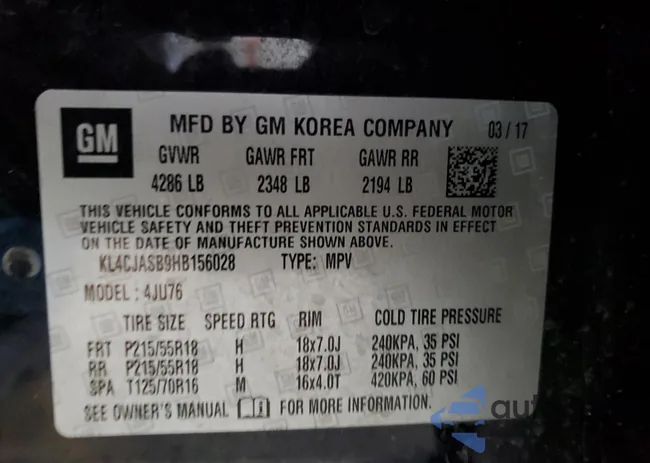 GM MFD BY GM KOREA COMPANY 03/17
GVWR GAWR FRT GAWR RR
4286 LB 2348 LB 2194 LB
THIS VEHICLE CONFORMS TO ALL APPLICABLE U.S. FEDERAL MOTOR
VEHICLE SAFETY AND THEFT PREVENTION STANDARDS IN EFFECT
ON THE DATE OF MANUFACTURE SHOWN ABOVE.
KL4CJASB9HB156028 TYPE: MPV
MODEL: 4JU76
TIRE SIZE SPEED RTG RIM COLD TIRE PRESSURE
FRT P215/55R18 H 18x7.0J 240KPA, 35 PSI
RR P215/55R18 H 18x7.0J 240KPA, 35 PSI
SPA T125/70R16 M 16x4.0T 420KPA, 60 PSI
SEE OWNER'S MANUAL FOR MORE INFORMATION.